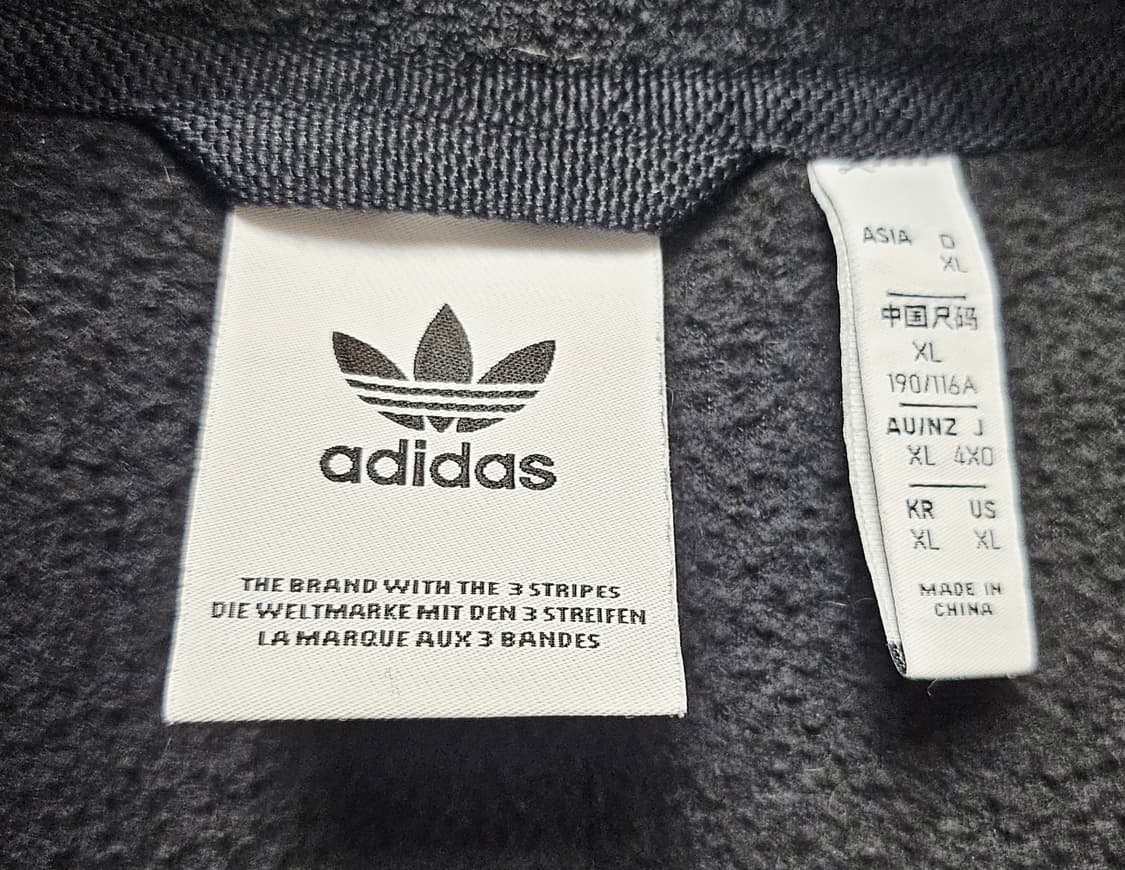 adidas
THE BRAND WITH THE 3 STRIPES
DIE WELTMARKE MIT DEN 3 STREIFEN
LA MARQUE AUX 3 BANDES
ASIA D
XL
中国尺码
XL
190/116A
AU/NZ J
XL 4XO
KR US
XL XL
MADE IN
CHINA